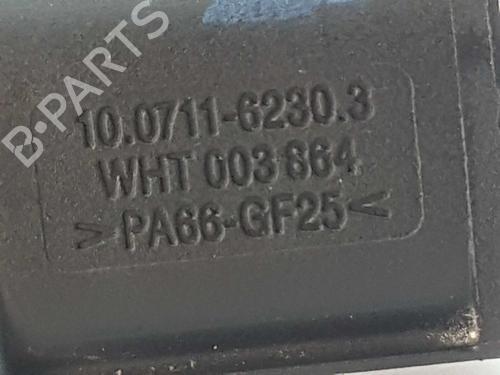 B-PARTS
10.0711-6230.3
WHT 003 864
>PA66-GF25<